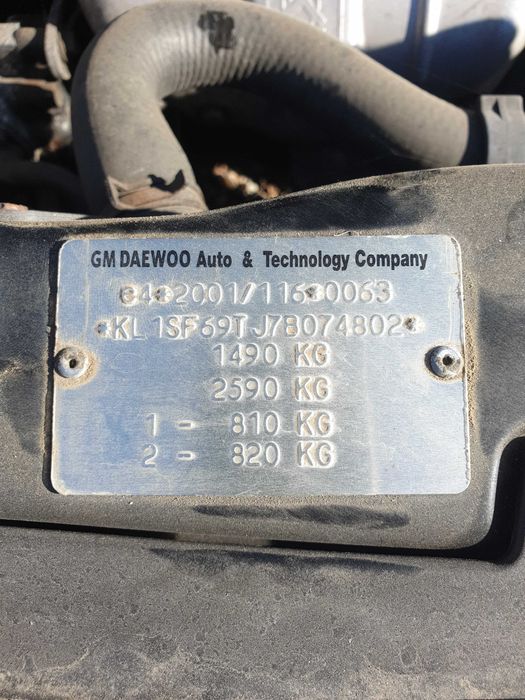 GM DAEWOO Auto & Technology Company
e4*2001/116*0063
*KL1SF69TJ7B074802*
1490 KG
2590 KG
1 - 810 KG
2 - 820 KG